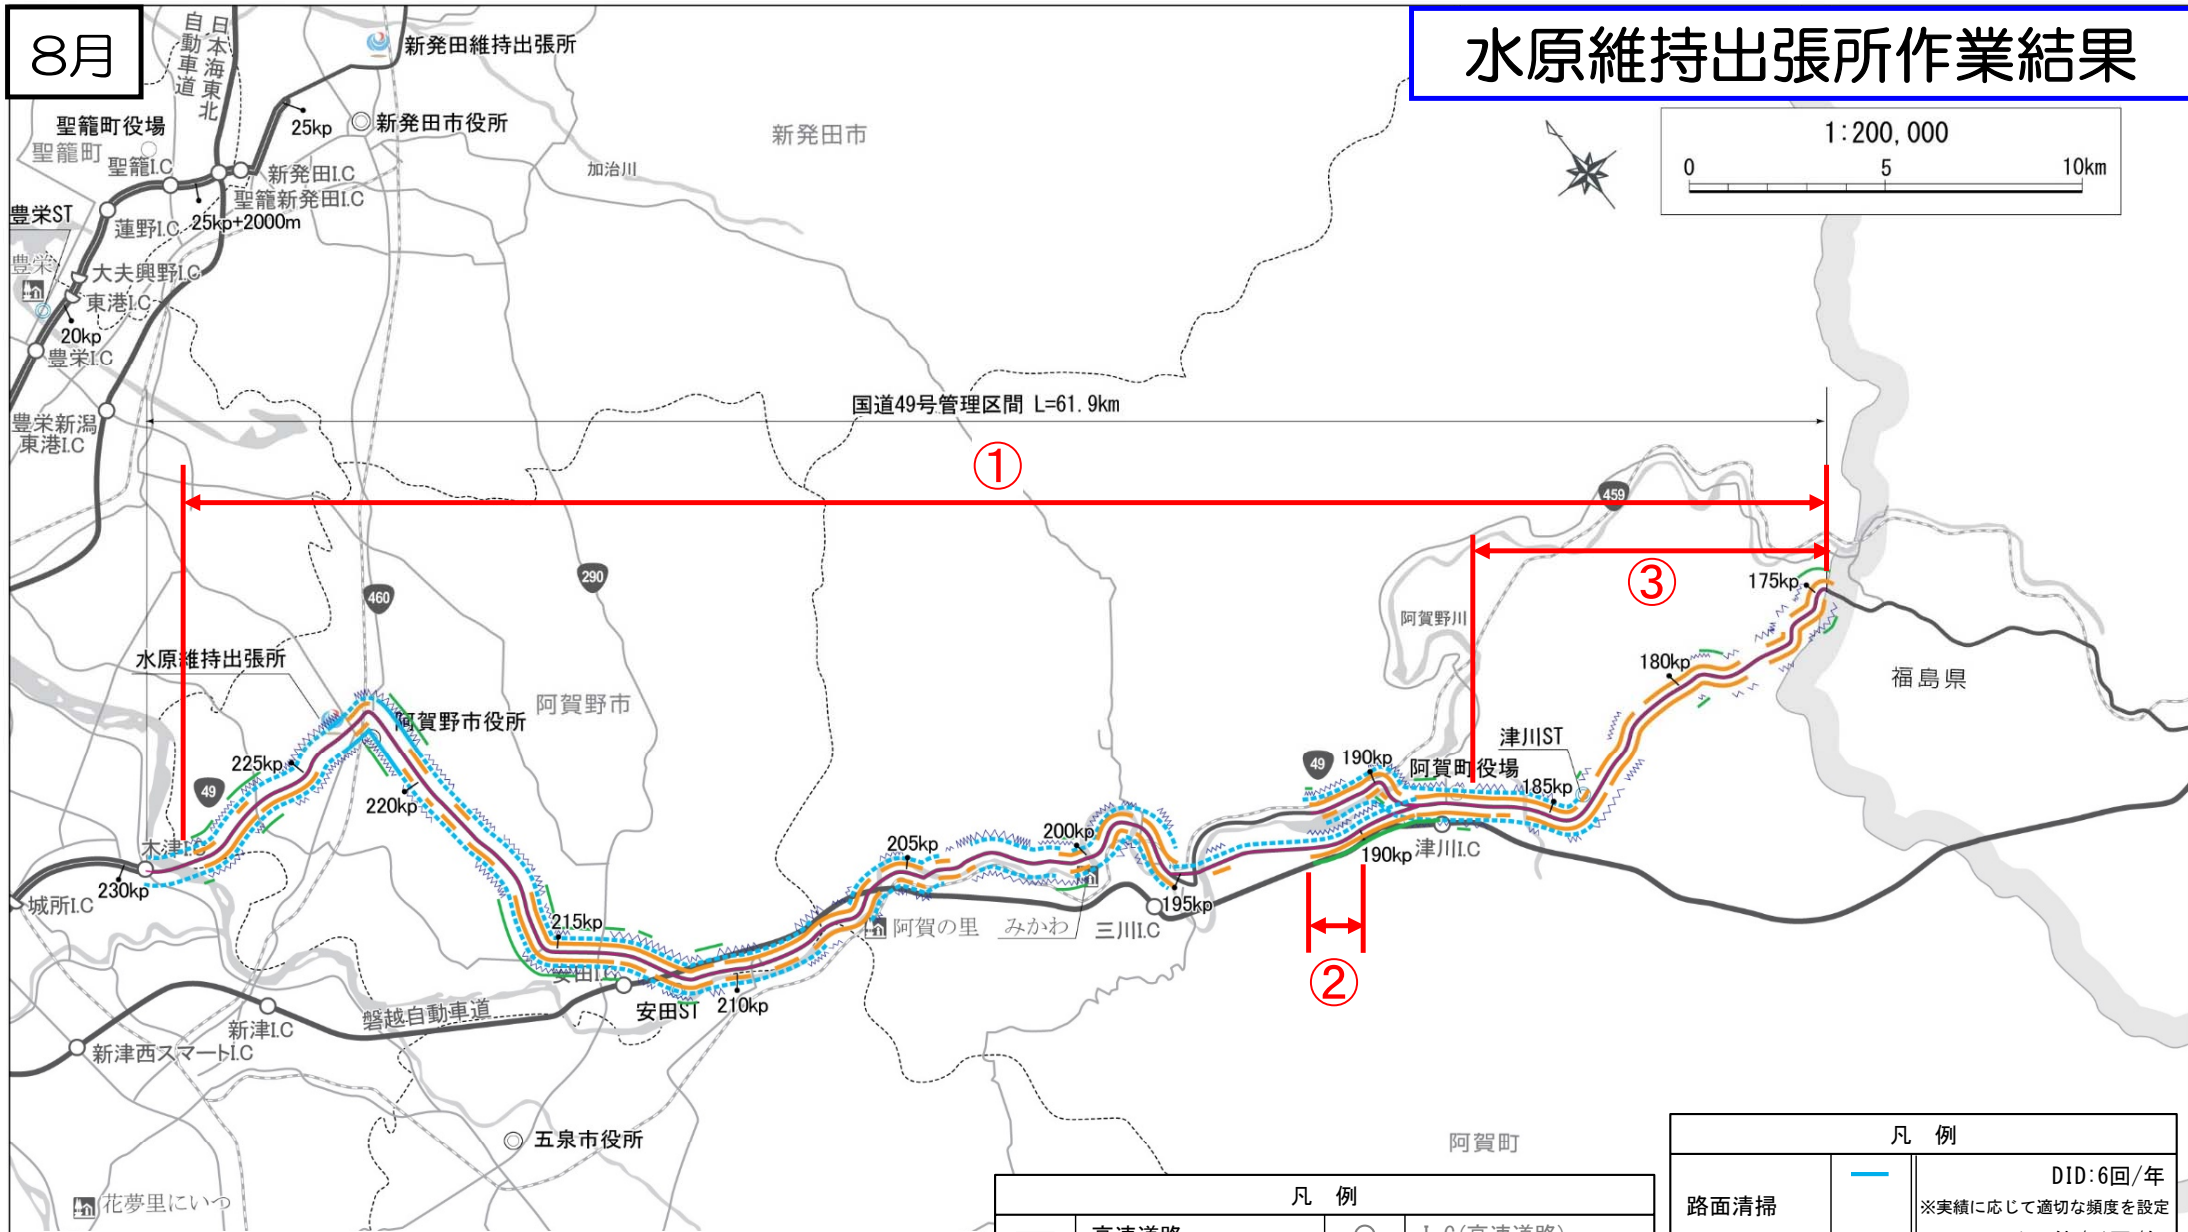 8月
水原維持出張所作業結果
1:200,000
0 5 10km
日本海東北
自動車道
新発田維持出張所
25kp
新発田市役所
新発田市
加治川
聖籠町役場
聖籠町
聖籠I.C
新発田I.C
聖籠新発田I.C
25kp+2000m
蓮野I.C
豊栄ST
豊栄
大夫興野I.C
東港I.C
20kp
豊栄I.C
豊栄新潟
東港I.C
国道49号管理区間 L=61.9km
①
459
③
290
460
175kp
阿賀野川
水原維持出張所
180kp
福島県
阿賀野市
阿賀野市役所
津川ST
225kp
49
220kp
49
190kp
阿賀町役場
185kp
木津I.C
230kp
城所I.C
205kp
200kp
190kp
津川I.C
195kp
215kp
阿賀の里
みかわ
三川I.C
②
安田I.C
安田ST
210kp
磐越自動車道
新津I.C
新津西スマートI.C
五泉市役所
阿賀町
花夢里にいつ
凡 例
高速道路
I.C(高速道路)
凡 例
路面清掃
DID:6回/年
※実績に応じて適切な頻度を設定